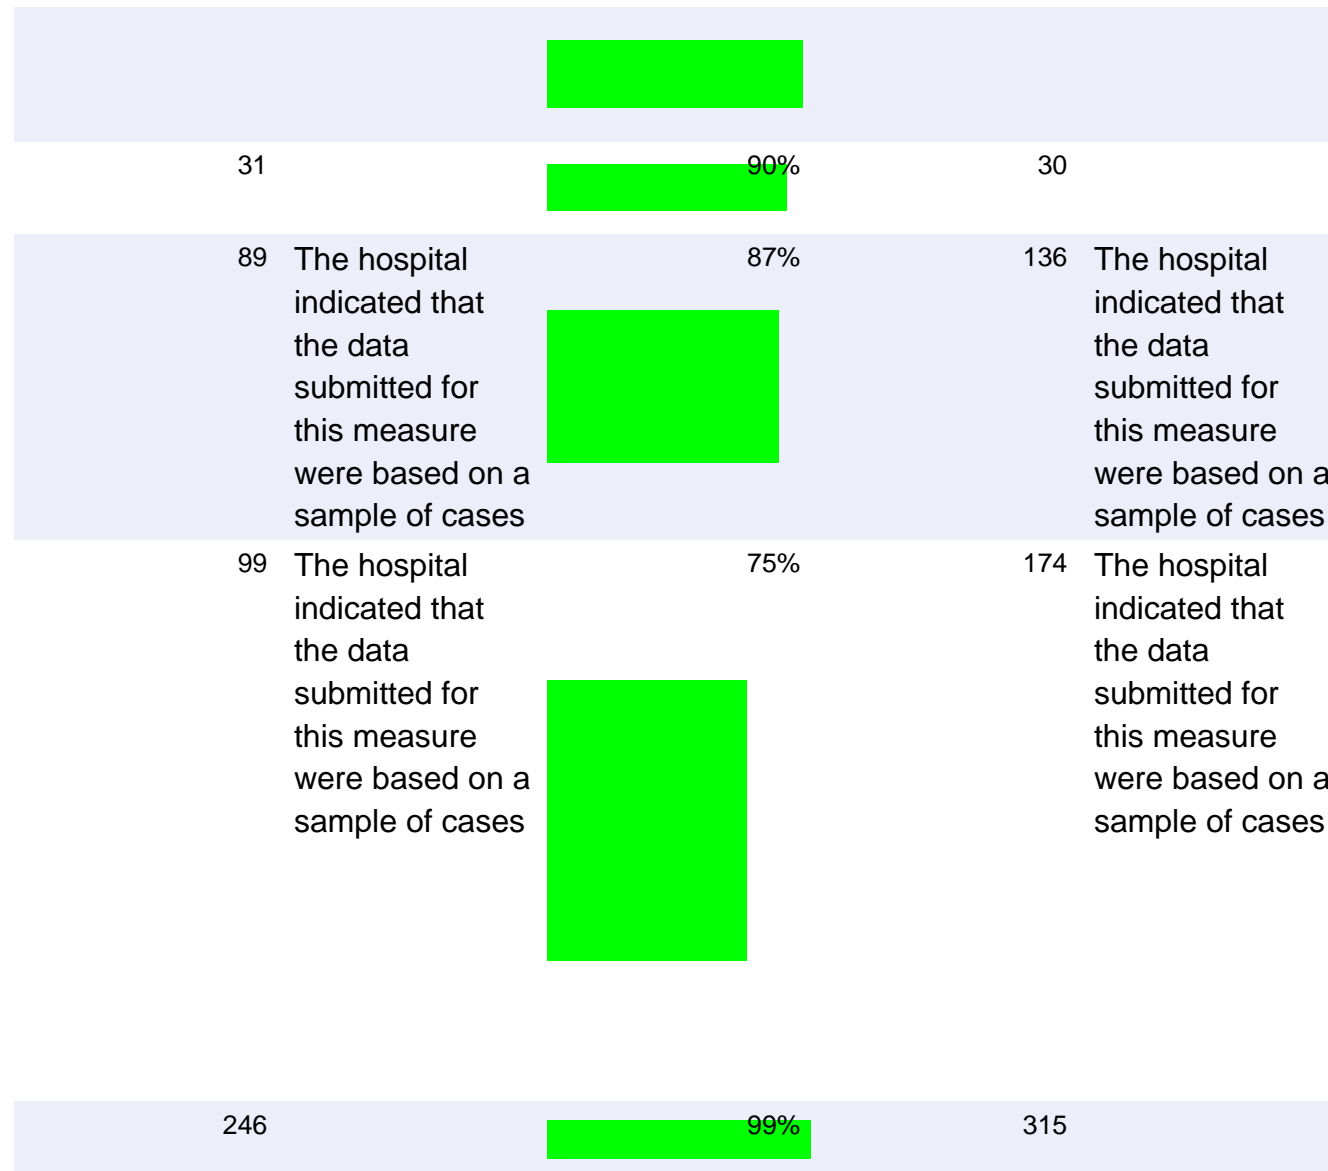 31 90% 30
89 The hospital 87% 136 The hospital
indicated that indicated that
the data the data
submitted for submitted for
this measure this measure
were based on a were based on a
sample of cases sample of cases
99 The hospital 75% 174 The hospital
indicated that indicated that
the data the data
submitted for submitted for
this measure this measure
were based on a were based on a
sample of cases sample of cases
246 99% 315